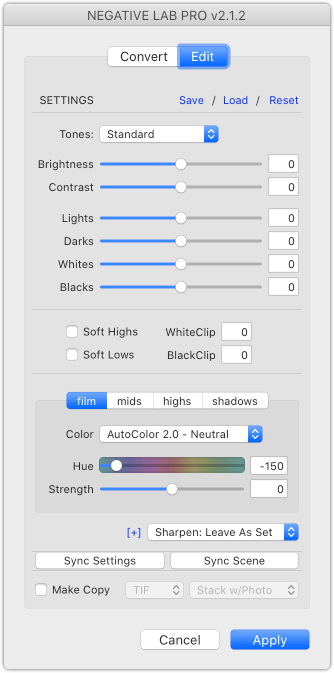 NEGATIVE LAB PRO v2.1.2
Convert Edit
SETTINGS Save / Load / Reset
Tones: Standard
Brightness 0
Contrast 0
Lights 0
Darks 0
Whites 0
Blacks 0
Soft Highs WhiteClip 0
Soft Lows BlackClip 0
film mids highs shadows
Color AutoColor 2.0 - Neutral
Hue -150
Strength 0
[+] Sharpen: Leave As Set
Sync Settings Sync Scene
Make Copy TIF Stack w/Photo
Cancel Apply